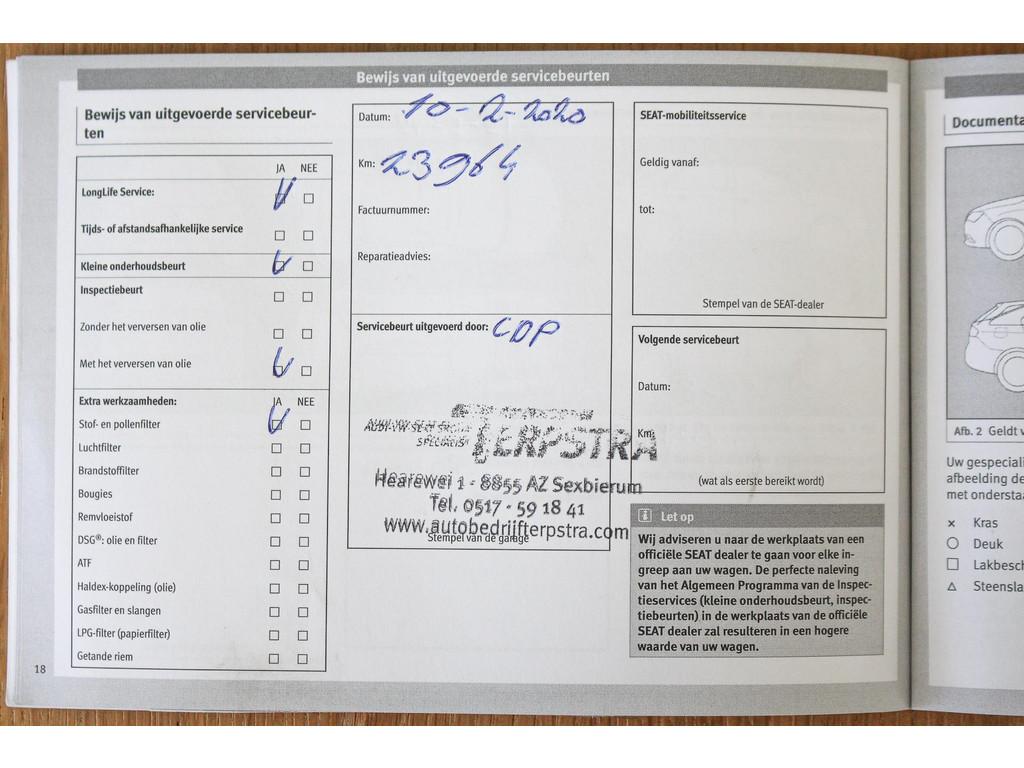 Bewijs van uitgevoerde servicebeurten
Bewijs van uitgevoerde servicebeur-
ten
JA NEE
LongLife Service:
Tijds- of afstandsafhankelijke service
Kleine onderhoudsbeurt
Inspectiebeurt
Zonder het verversen van olie
Met het verversen van olie
Extra werkzaamheden: JA NEE
Stof- en pollenfilter
Luchtfilter
Brandstoffilter
Bougies
Remvloeistof
DSG®: olie en filter
ATF
Haldex-koppeling (olie)
Gasfilter en slangen
LPG-filter (papierfilter)
Getande riem
18
Datum: 10-2-2020
Km: 23964
Factuurnummer:
Reparatieadvies:
Servicebeurt uitgevoerd door: CDP
TERPSTRA
Hearewei 1 - 8855 AZ Sexbierum
Tel. 0517 - 59 18 41
www.autobedrijfterpstra.com
Stempel van de garage
SEAT-mobiliteitsservice
Geldig vanaf:
tot:
Stempel van de SEAT-dealer
Volgende servicebeurt
Datum:
Km:
(wat als eerste bereikt wordt)
Let op
Wij adviseren u naar de werkplaats van een
officiële SEAT dealer te gaan voor elke in-
greep aan uw wagen. De perfecte naleving
van het Algemeen Programma van de Inspec-
tieservices (kleine onderhoudsbeurt, inspec-
tiebeurten) in de werkplaats van de officiële
SEAT dealer zal resulteren in een hogere
waarde van uw wagen.
Documenta
Afb. 2 Geldt v
Uw gespeciali
afbeelding de
met onderstaa
× Kras
○ Deuk
□ Lakbesch
△ Steensla